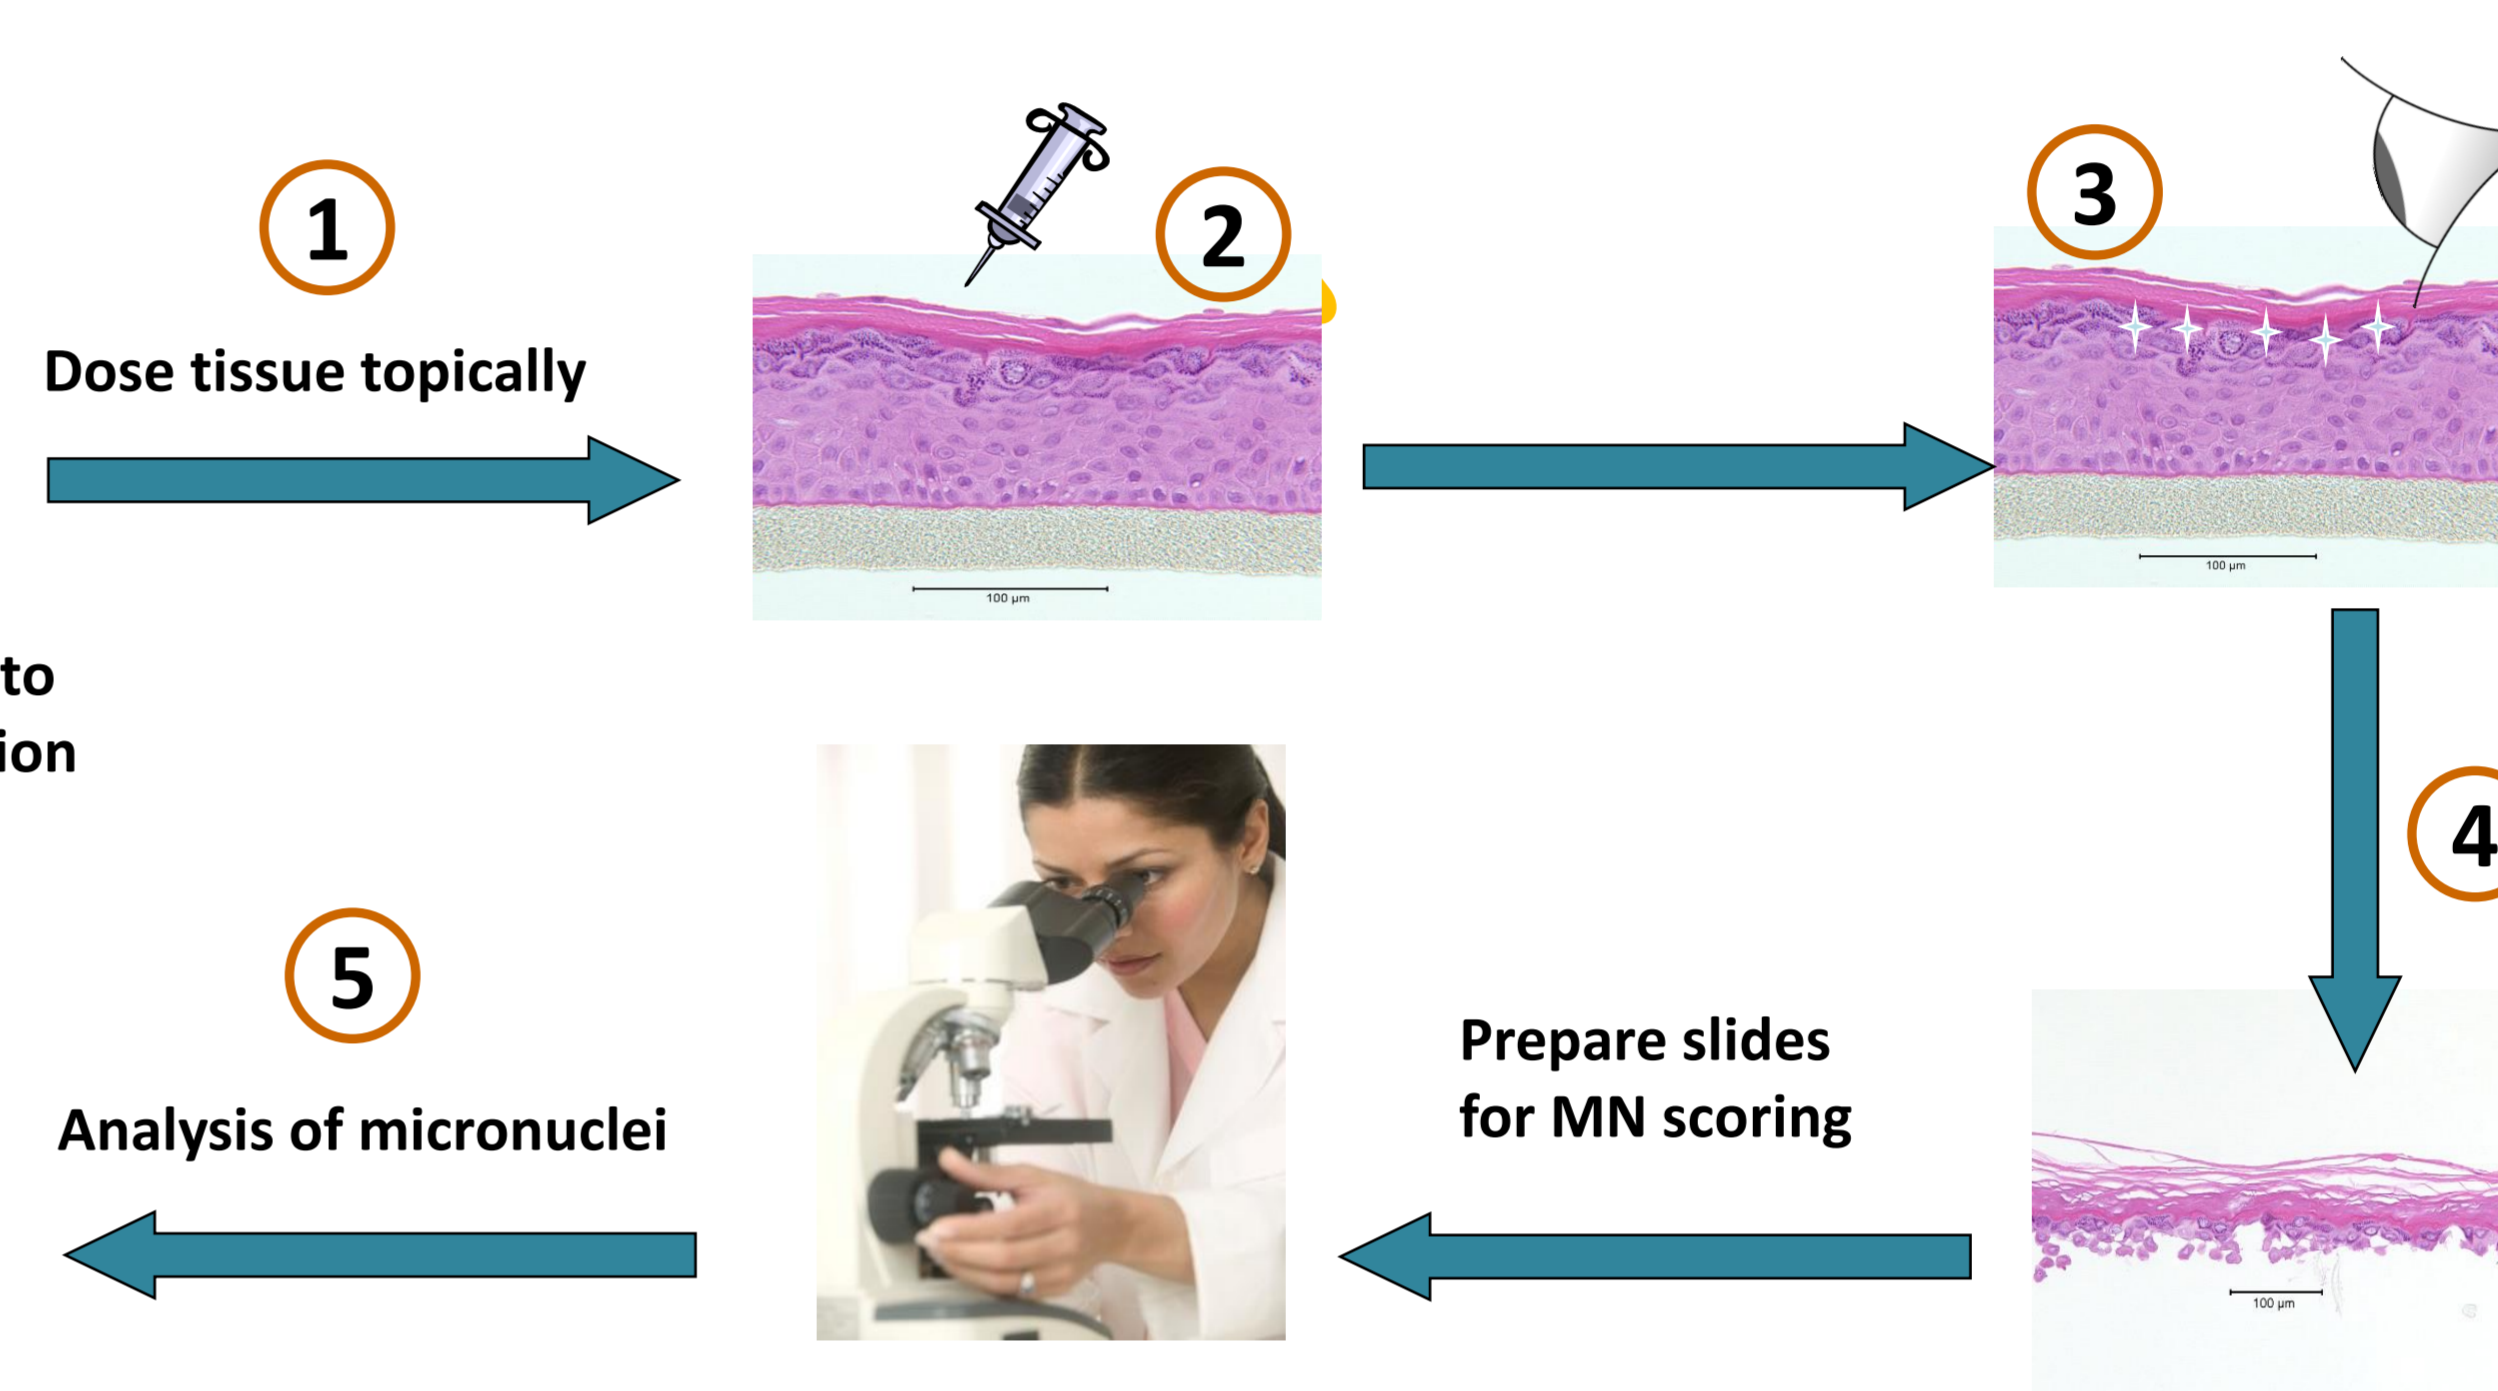 1
Dose tissue topically
2
100 µm
3
100 µm
to
ion
4
5
Analysis of micronuclei
Prepare slides
for MN scoring
100 µm